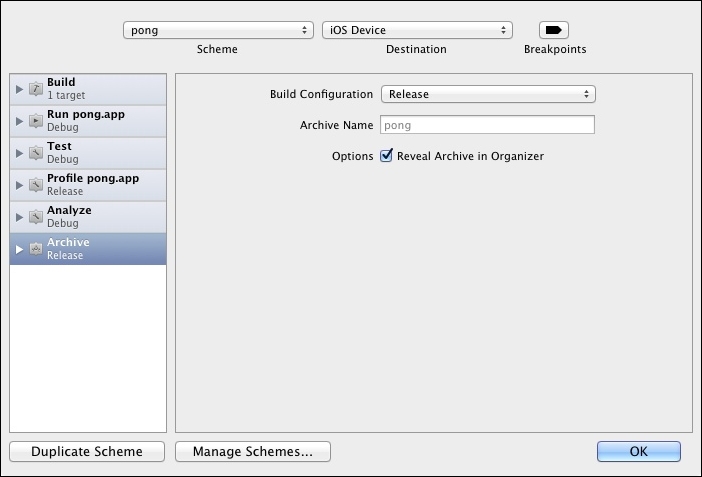 pong
iOS Device
Scheme
Destination
Breakpoints
Build
1 target
Run pong.app
Debug
Test
Debug
Profile pong.app
Release
Analyze
Debug
Archive
Release
Build Configuration Release
Archive Name pong
Options Reveal Archive in Organizer
Duplicate Scheme
Manage Schemes...
OK